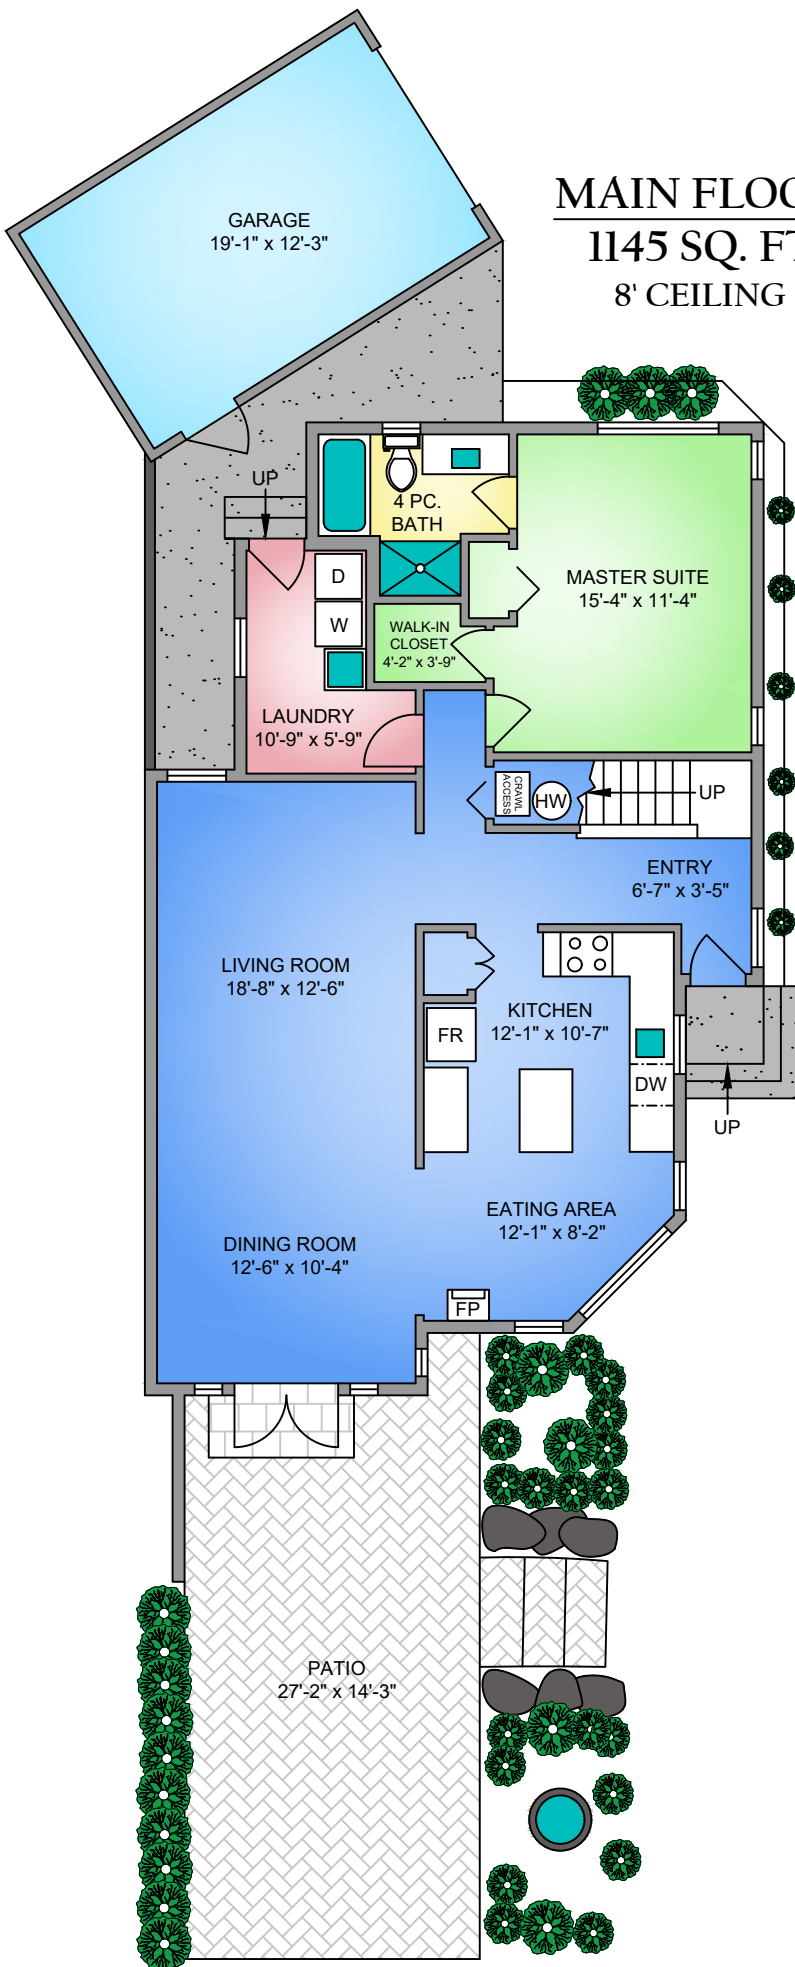 MAIN FLOO
1145 SQ. FT
8' CEILING
GARAGE
19'-1" x 12'-3"
UP
4 PC.
BATH
D
W
MASTER SUITE
15'-4" x 11'-4"
WALK-IN
CLOSET
4'-2" x 3'-9"
LAUNDRY
10'-9" x 5'-9"
CRAWL
ACCESS
HW
UP
ENTRY
6'-7" x 3'-5"
LIVING ROOM
18'-8" x 12'-6"
KITCHEN
12'-1" x 10'-7"
FR
DW
UP
EATING AREA
12'-1" x 8'-2"
DINING ROOM
12'-6" x 10'-4"
FP
PATIO
27'-2" x 14'-3"